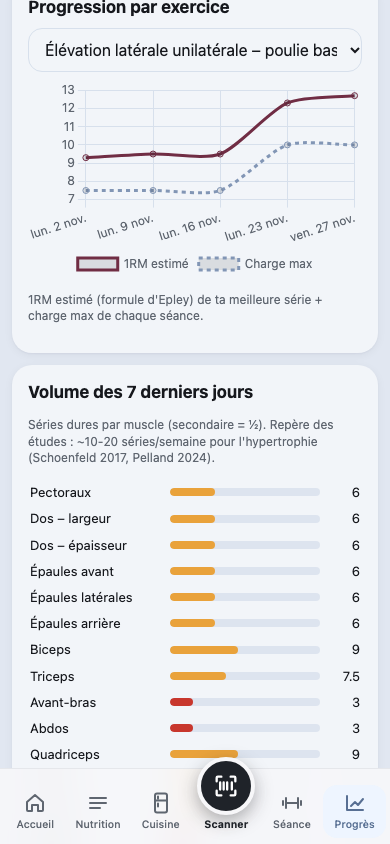 Progression par exercice
Élévation latérale unilatérale – poulie bas
13
12
11
10
9
8
7
lun. 2 nov.
lun. 9 nov.
lun. 16 nov.
lun. 23 nov.
ven. 27 nov.
1RM estimé
Charge max
1RM estimé (formule d'Epley) de ta meilleure série +
charge max de chaque séance.
Volume des 7 derniers jours
Séries dures par muscle (secondaire = ½). Repère des
études : ~10-20 séries/semaine pour l'hypertrophie
(Schoenfeld 2017, Pelland 2024).
Pectoraux 6
Dos – largeur 6
Dos – épaisseur 6
Épaules avant 6
Épaules latérales 6
Épaules arrière 6
Biceps 9
Triceps 7.5
Avant-bras 3
Abdos 3
Quadriceps 9
Accueil
Nutrition
Cuisine
Scanner
Séance
Progrès